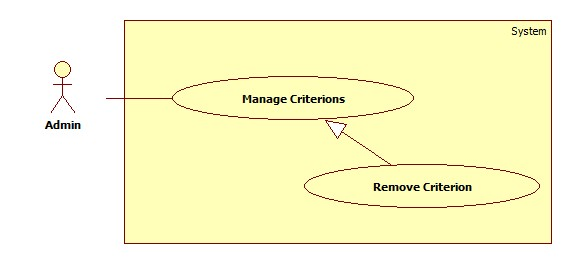 System
Manage Criterions
Admin
Remove Criterion